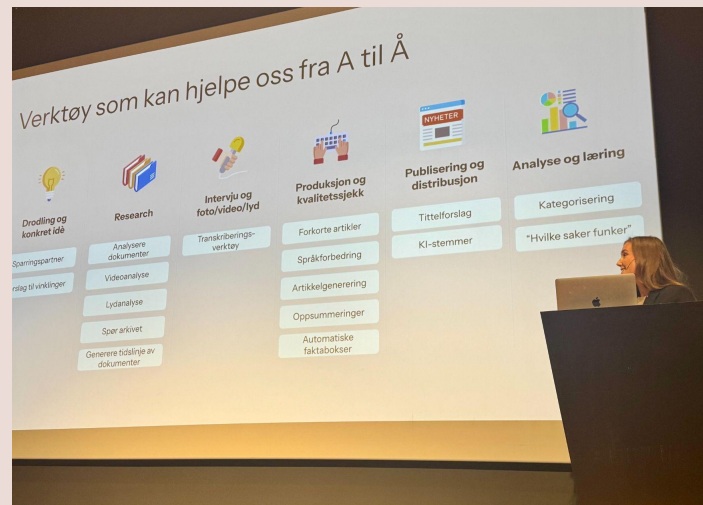 Verktøy som kan hjelpe oss fra A til Å
Drodling og
konkret idè
Sparringspartner
til vinklinger
Research
Analysere
dokumenter
Videoanalyse
Lydanalyse
Spør arkivet
Generere tidslinje av
dokumenter
Intervju og
foto/video/lyd
Transkriberings-
verktøy
Produksjon og
kvalitetssjekk
Forkorte artikler
Språkforbedring
Artikkelgenerering
Oppsummeringer
Automatiske
faktabokser
NYHETER
Publisering og
distribusjon
Tittelforslag
KI-stemmer
Analyse og læring
Kategorisering
“Hvilke saker funker”